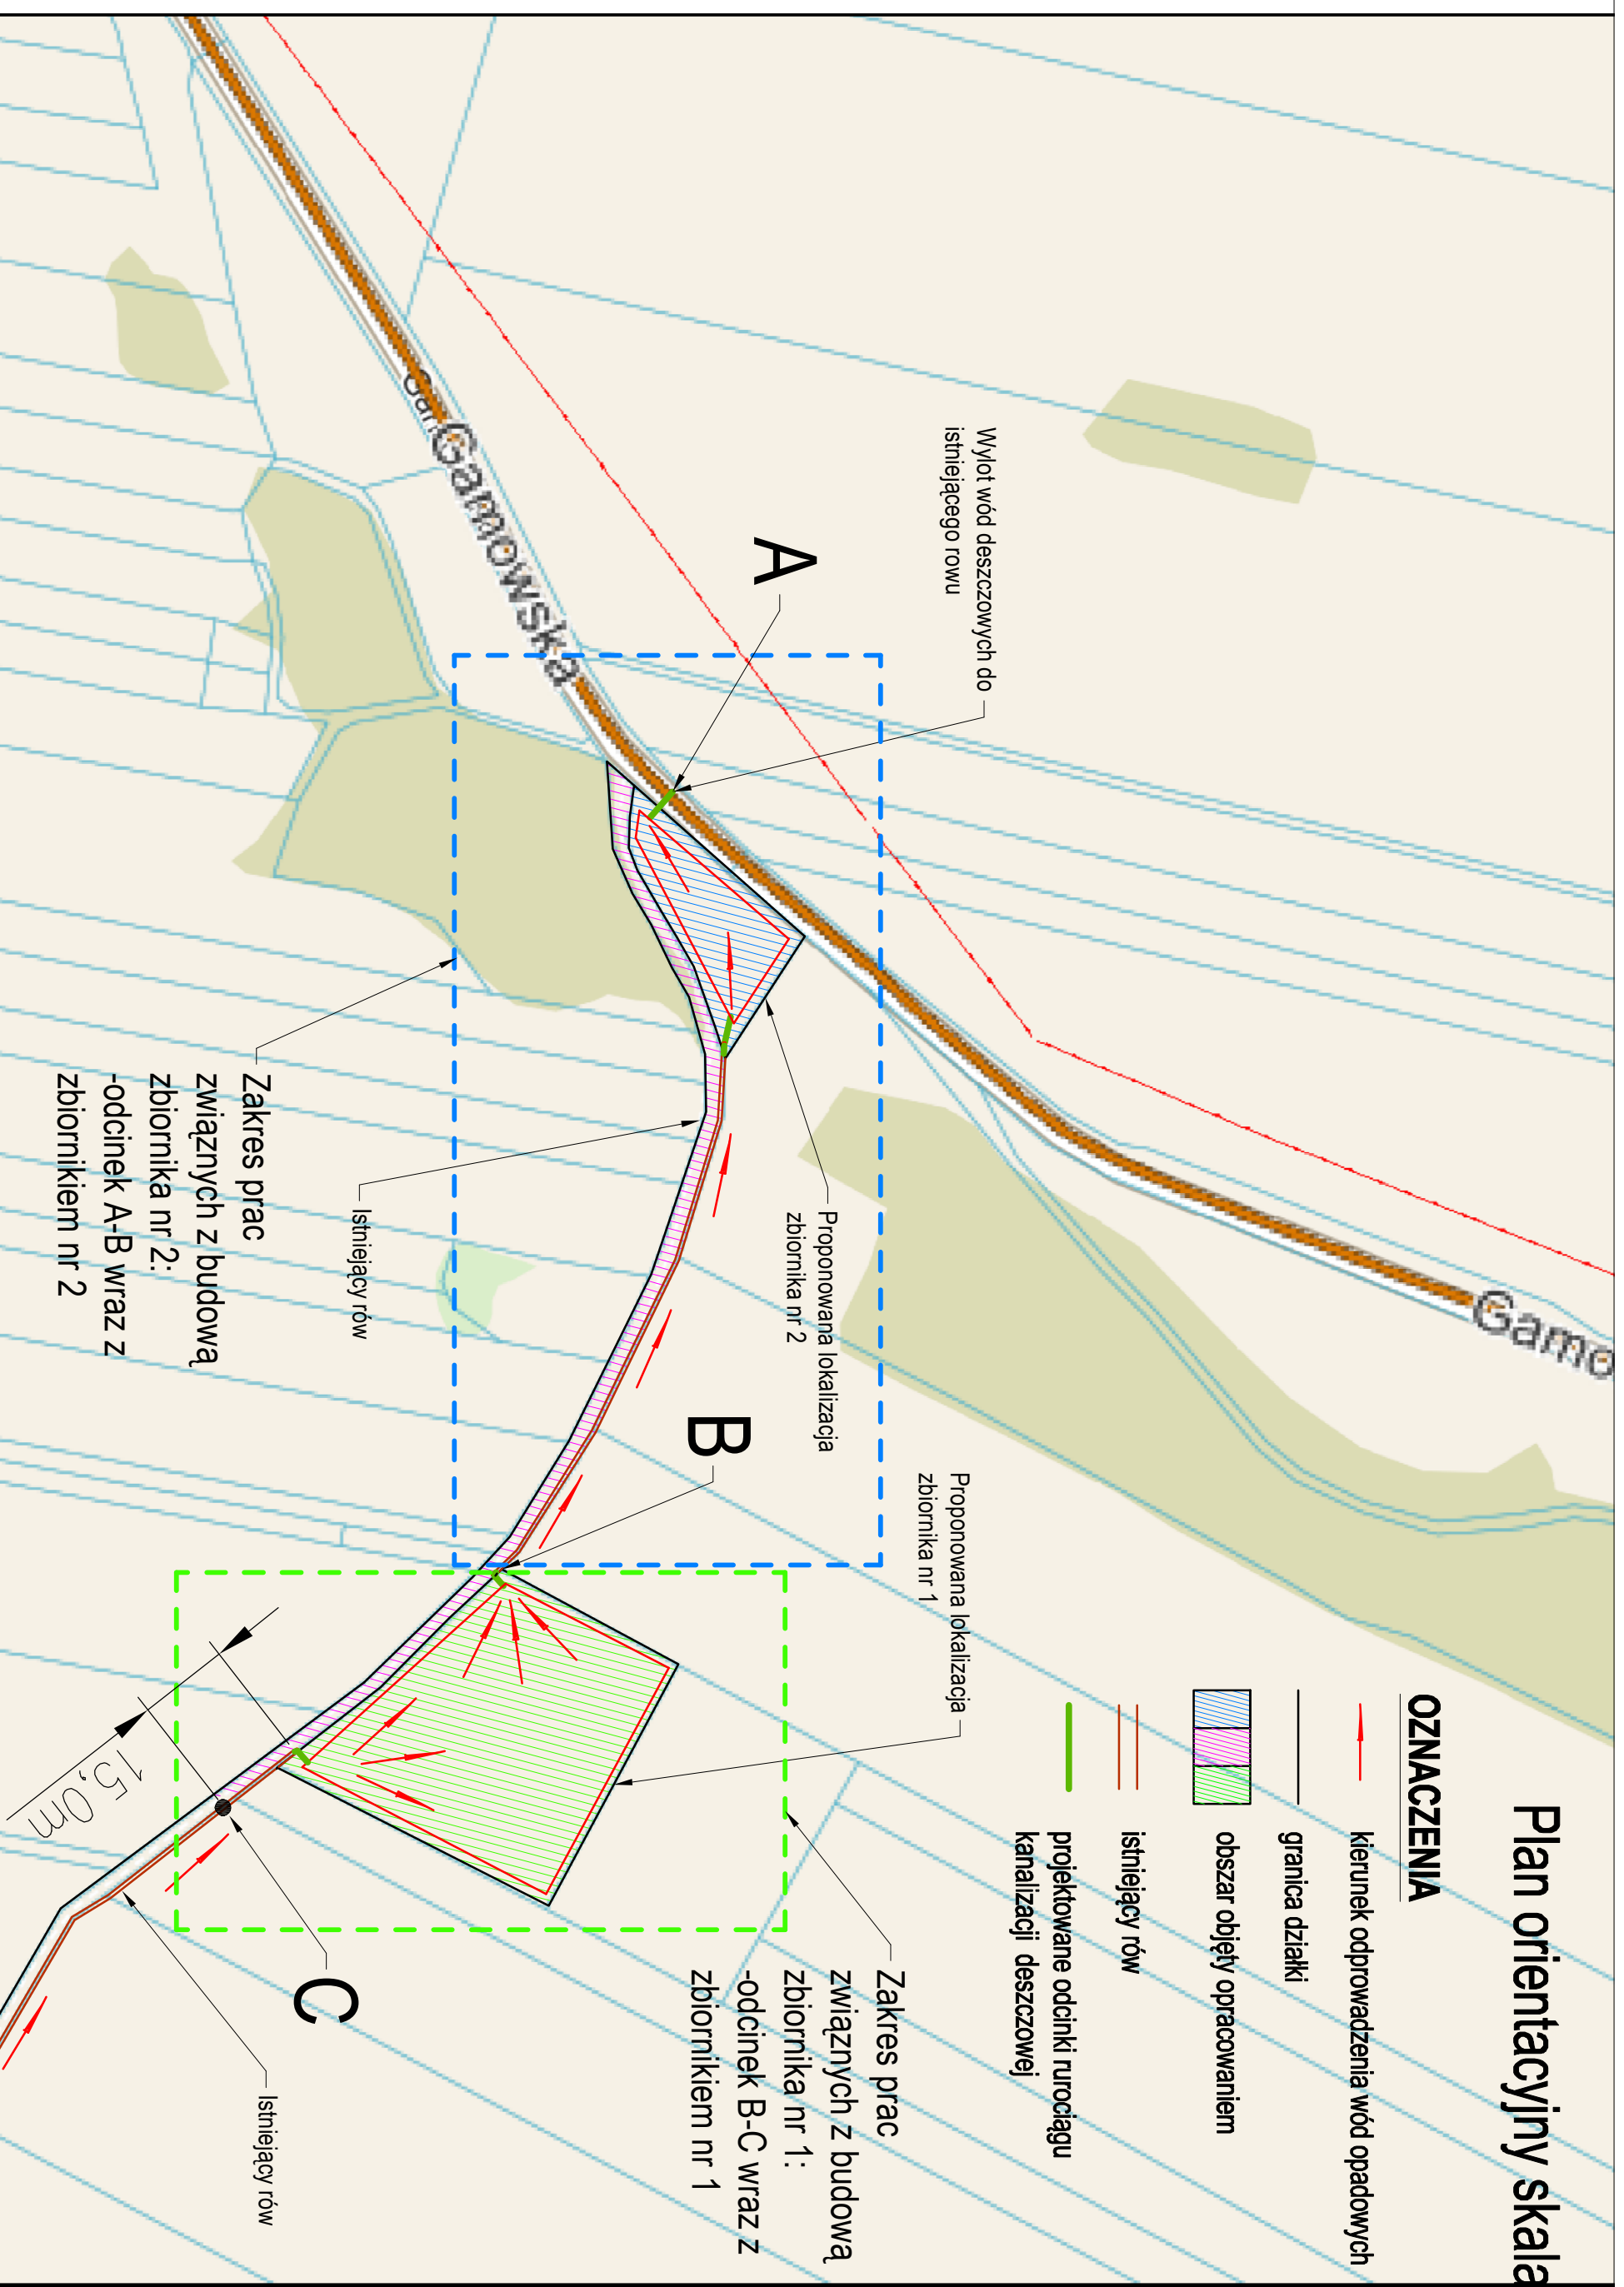 Plan orientacyjny skala
OZNACZENIA
kierunek odprowadzenia wód opadowych
granica działki
obszar objęty opracowaniem
istniejący rów
projektowane odcinki rurociągu
kanalizacji deszczowej
Wylot wód deszczowych do
istniejącego rowu
A
Gamowska
Gamo
Proponowana lokalizacja
zbiornika nr 2
B
Proponowana lokalizacja
zbiornika nr 1
Istniejący rów
Zakres prac
związnych z budową
zbiornika nr 2:
-odcinek A-B wraz z
zbiornikiem nr 2
Zakres prac
związnych z budową
zbiornika nr 1:
-odcinek B-C wraz z
zbiornikiem nr 1
C
15,0m
Istniejący rów